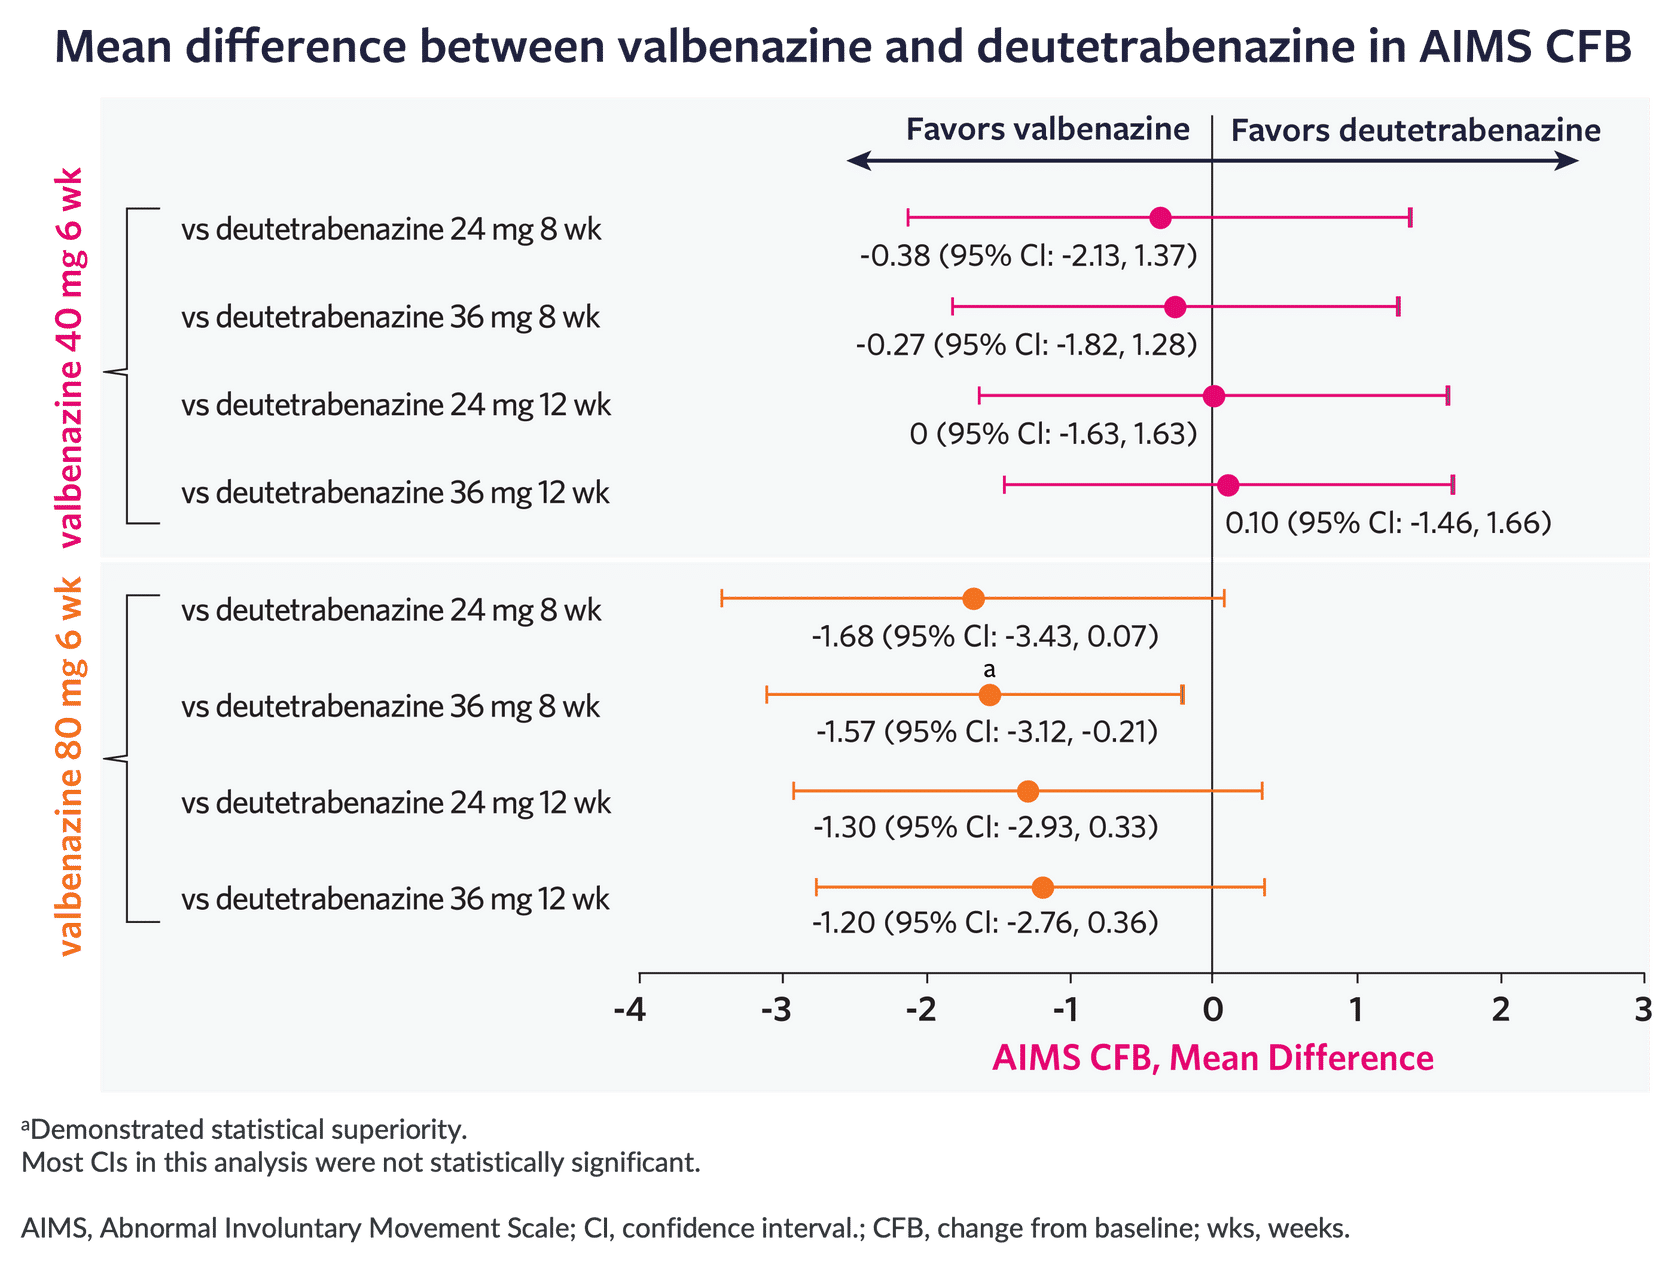 Mean difference between valbenazine and deutetrabenazine in AIMS CFB
Favors valbenazine
Favors deutetrabenazine
valbenazine 40 mg 6 wk
vs deutetrabenazine 24 mg 8 wk
-0.38 (95% CI: -2.13, 1.37)
vs deutetrabenazine 36 mg 8 wk
-0.27 (95% CI: -1.82, 1.28)
vs deutetrabenazine 24 mg 12 wk
0 (95% CI: -1.63, 1.63)
vs deutetrabenazine 36 mg 12 wk
0.10 (95% CI: -1.46, 1.66)
valbenazine 80 mg 6 wk
vs deutetrabenazine 24 mg 8 wk
-1.68 (95% CI: -3.43, 0.07)
a
vs deutetrabenazine 36 mg 8 wk
-1.57 (95% CI: -3.12, -0.21)
vs deutetrabenazine 24 mg 12 wk
-1.30 (95% CI: -2.93, 0.33)
vs deutetrabenazine 36 mg 12 wk
-1.20 (95% CI: -2.76, 0.36)
-4 -3 -2 -1 0 1 2 3
AIMS CFB, Mean Difference
ᵃDemonstrated statistical superiority.
Most CIs in this analysis were not statistically significant.
AIMS, Abnormal Involuntary Movement Scale; CI, confidence interval.; CFB, change from baseline; wks, weeks.